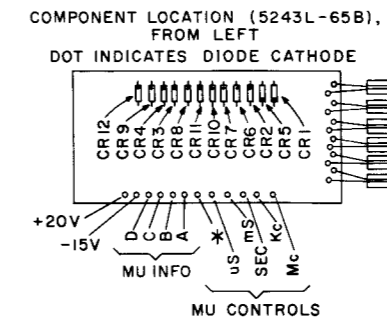 COMPONENT LOCATION (5243L-65B),
FROM LEFT
DOT INDICATES DIODE CATHODE
CR12
CR9
CR4
CR3
CR8
CR11
CR10
CR7
CR6
CR2
CR5
CR1
+20V
-15V
D
C
B
A
*
uS
mS
SEC
Kc
Mc
MU INFO
MU CONTROLS